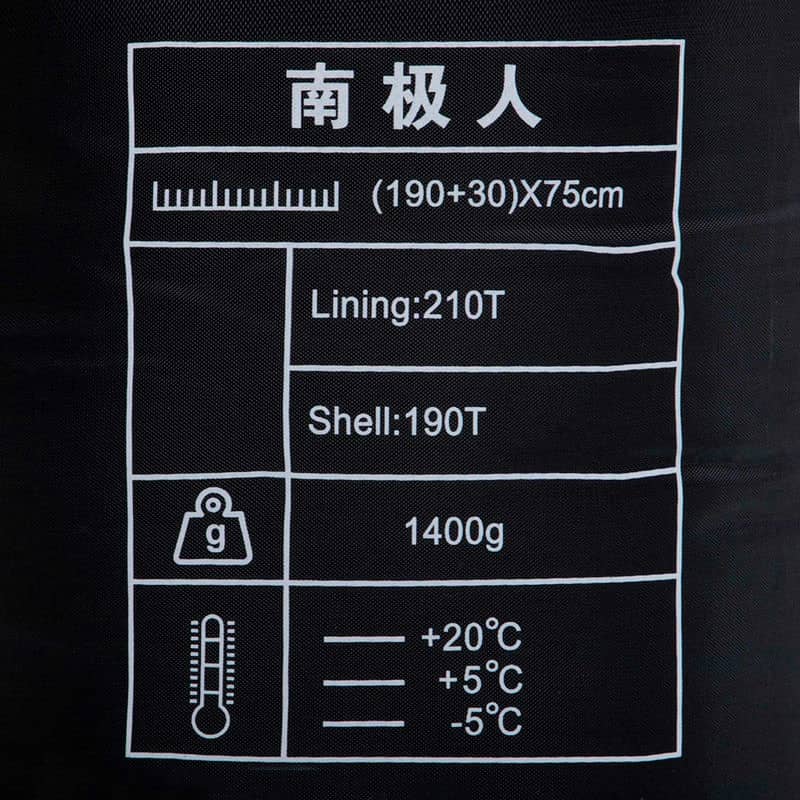 南极人
(190+30)X75cm
Lining:210T
Shell:190T
g
1400g
+20℃
+5℃
-5℃